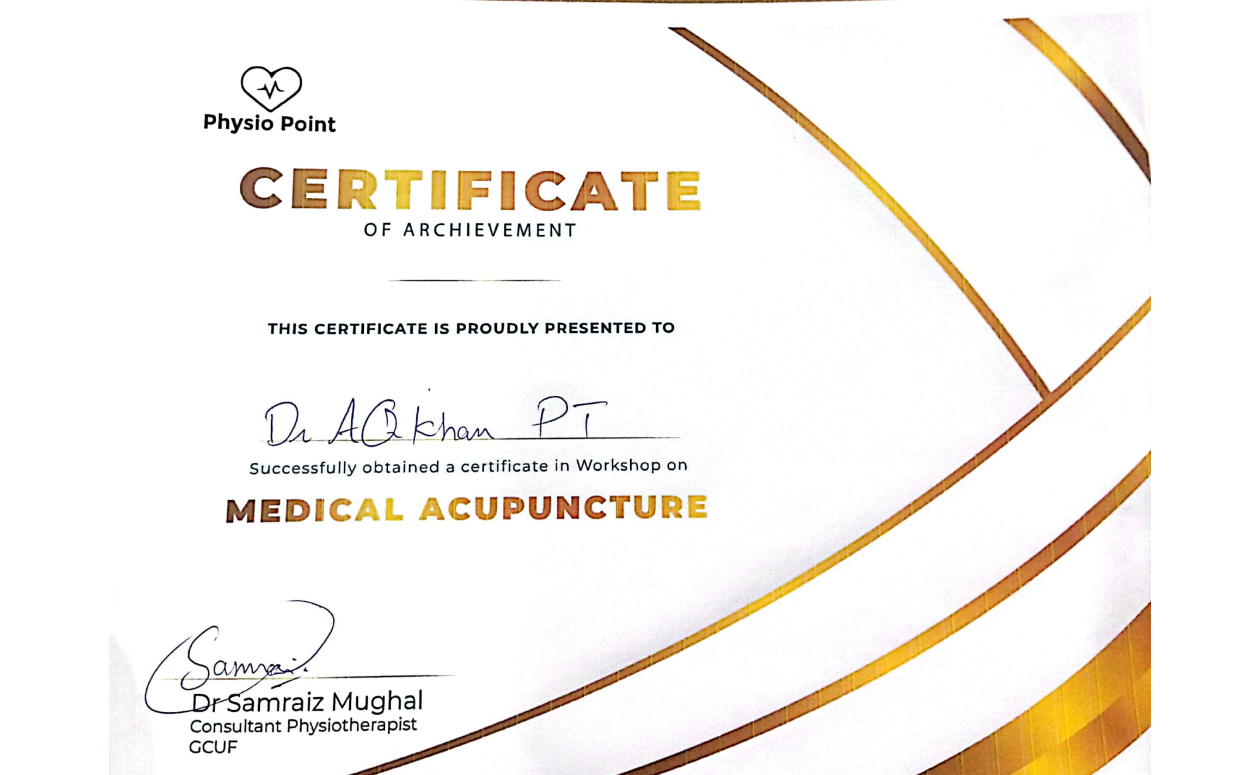 Physio Point
CERTIFICATE
OF ARCHIEVEMENT
THIS CERTIFICATE IS PROUDLY PRESENTED TO
Dr AQ Khan PT
Successfully obtained a certificate in Workshop on
MEDICAL ACUPUNCTURE
Samraiz
Dr Samraiz Mughal
Consultant Physiotherapist
GCUF